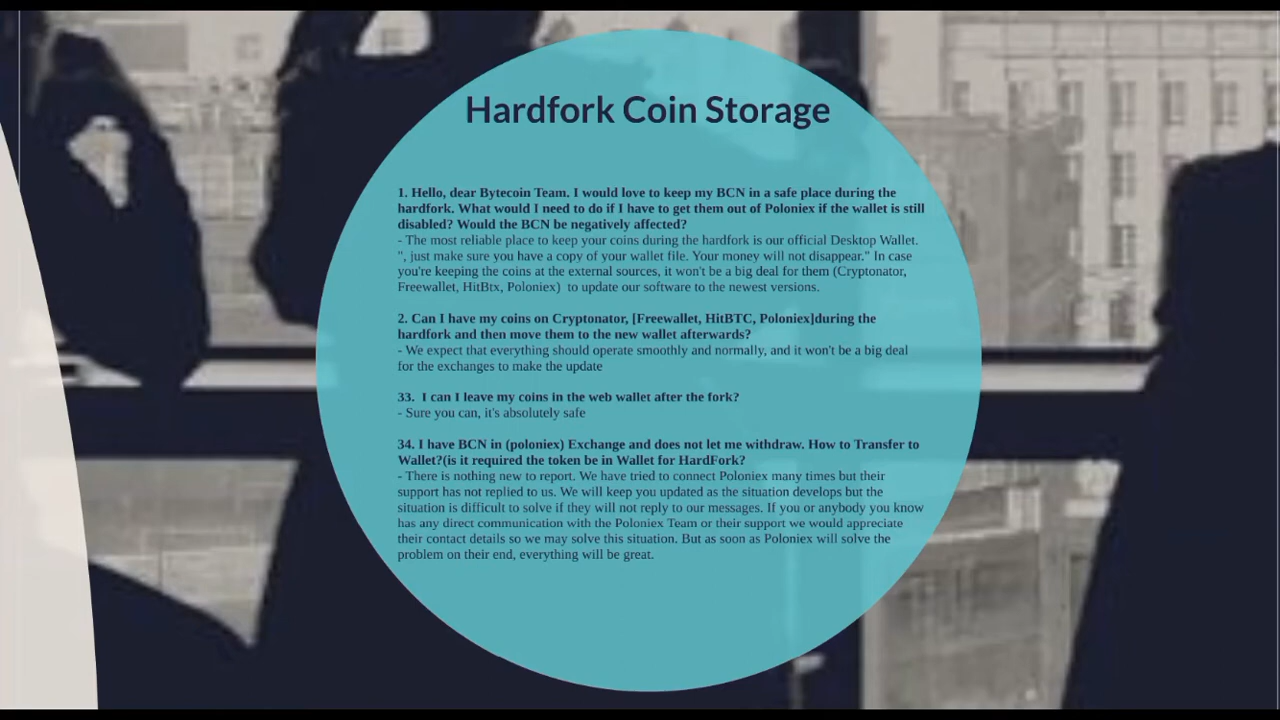 Hardfork Coin Storage
1. Hello, dear Bytecoin Team. I would love to keep my BCN in a safe place during the
hardfork. What would I need to do if I have to get them out of Poloniex if the wallet is still
disabled? Would the BCN be negatively affected?
- The most reliable place to keep your coins during the hardfork is our official Desktop Wallet.
", just make sure you have a copy of your wallet file. Your money will not disappear." In case
you're keeping the coins at the external sources, it won't be a big deal for them (Cryptonator,
Freewallet, HitBtx, Poloniex)  to update our software to the newest versions.
2. Can I have my coins on Cryptonator, [Freewallet, HitBTC, Poloniex]during the
hardfork and then move them to the new wallet afterwards?
- We expect that everything should operate smoothly and normally, and it won't be a big deal
for the exchanges to make the update
33.  I can I leave my coins in the web wallet after the fork?
- Sure you can, it's absolutely safe
34. I have BCN in (poloniex) Exchange and does not let me withdraw. How to Transfer to
Wallet?(is it required the token be in Wallet for HardFork?
- There is nothing new to report. We have tried to connect Poloniex many times but their
support has not replied to us. We will keep you updated as the situation develops but the
situation is difficult to solve if they will not reply to our messages. If you or anybody you know
has any direct communication with the Poloniex Team or their support we would appreciate
their contact details so we may solve this situation. But as soon as Poloniex will solve the
problem on their end, everything will be great.